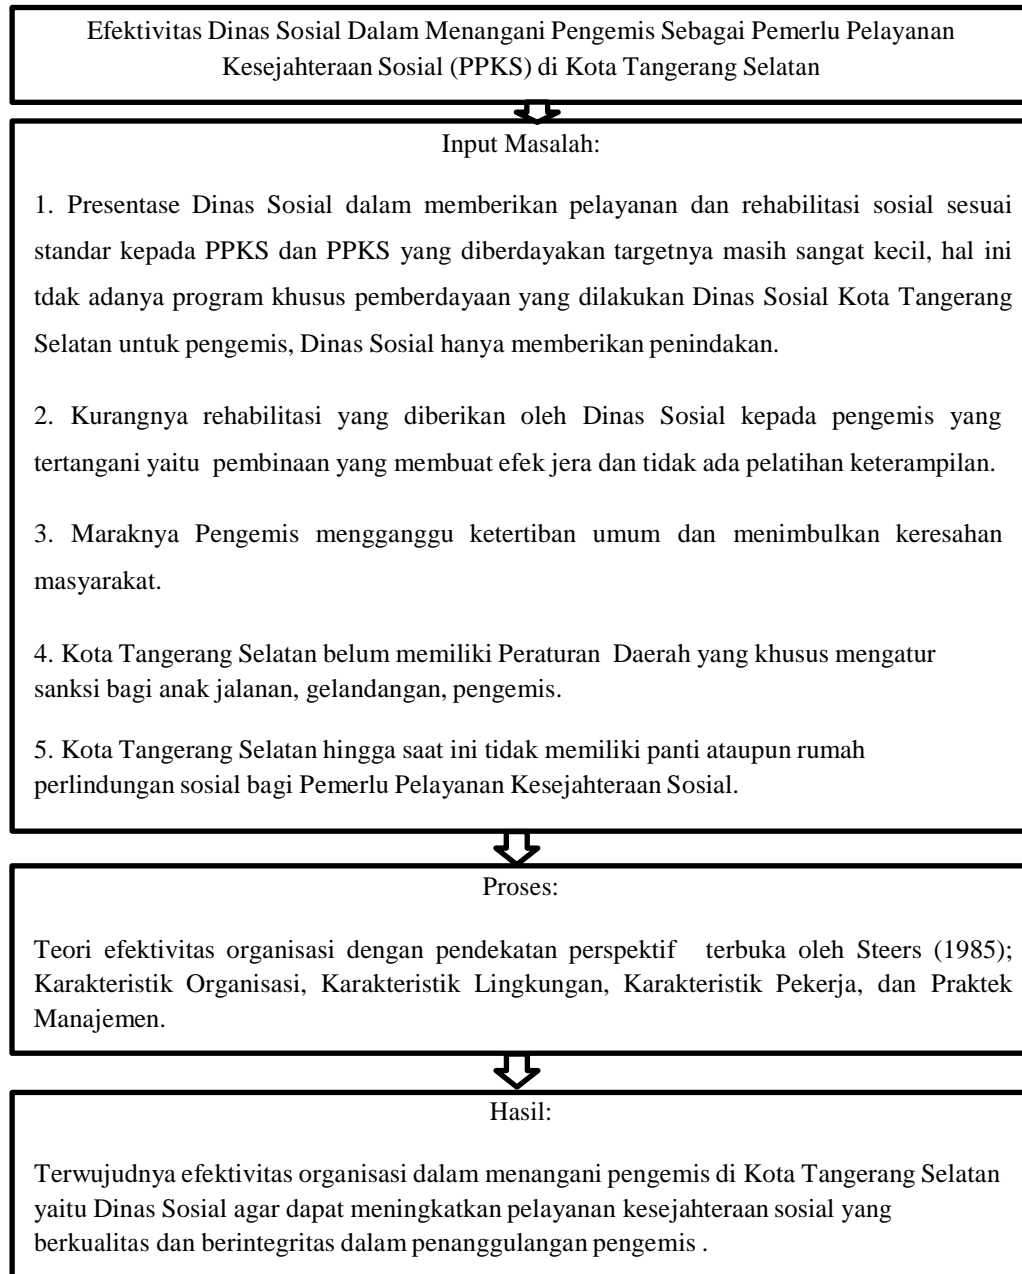 Efektivitas Dinas Sosial Dalam Menangani Pengemis Sebagai Pemerlu Pelayanan
Kesejahteraan Sosial (PPKS) di Kota Tangerang Selatan
Input Masalah:
1. Presentase Dinas Sosial dalam memberikan pelayanan dan rehabilitasi sosial sesuai
standar kepada PPKS dan PPKS yang diberdayakan targetnya masih sangat kecil, hal ini
tdak adanya program khusus pemberdayaan yang dilakukan Dinas Sosial Kota Tangerang
Selatan untuk pengemis, Dinas Sosial hanya memberikan penindakan.
2. Kurangnya rehabilitasi yang diberikan oleh Dinas Sosial kepada pengemis yang
tertangani yaitu pembinaan yang membuat efek jera dan tidak ada pelatihan keterampilan.
3. Maraknya Pengemis mengganggu ketertiban umum dan menimbulkan keresahan
masyarakat.
4. Kota Tangerang Selatan belum memiliki Peraturan Daerah yang khusus mengatur
sanksi bagi anak jalanan, gelandangan, pengemis.
5. Kota Tangerang Selatan hingga saat ini tidak memiliki panti ataupun rumah
perlindungan sosial bagi Pemerlu Pelayanan Kesejahteraan Sosial.
Proses:
Teori efektivitas organisasi dengan pendekatan perspektif terbuka oleh Steers (1985);
Karakteristik Organisasi, Karakteristik Lingkungan, Karakteristik Pekerja, dan Praktek
Manajemen.
Hasil:
Terwujudnya efektivitas organisasi dalam menangani pengemis di Kota Tangerang Selatan
yaitu Dinas Sosial agar dapat meningkatkan pelayanan kesejahteraan sosial yang
berkualitas dan berintegritas dalam penanggulangan pengemis .